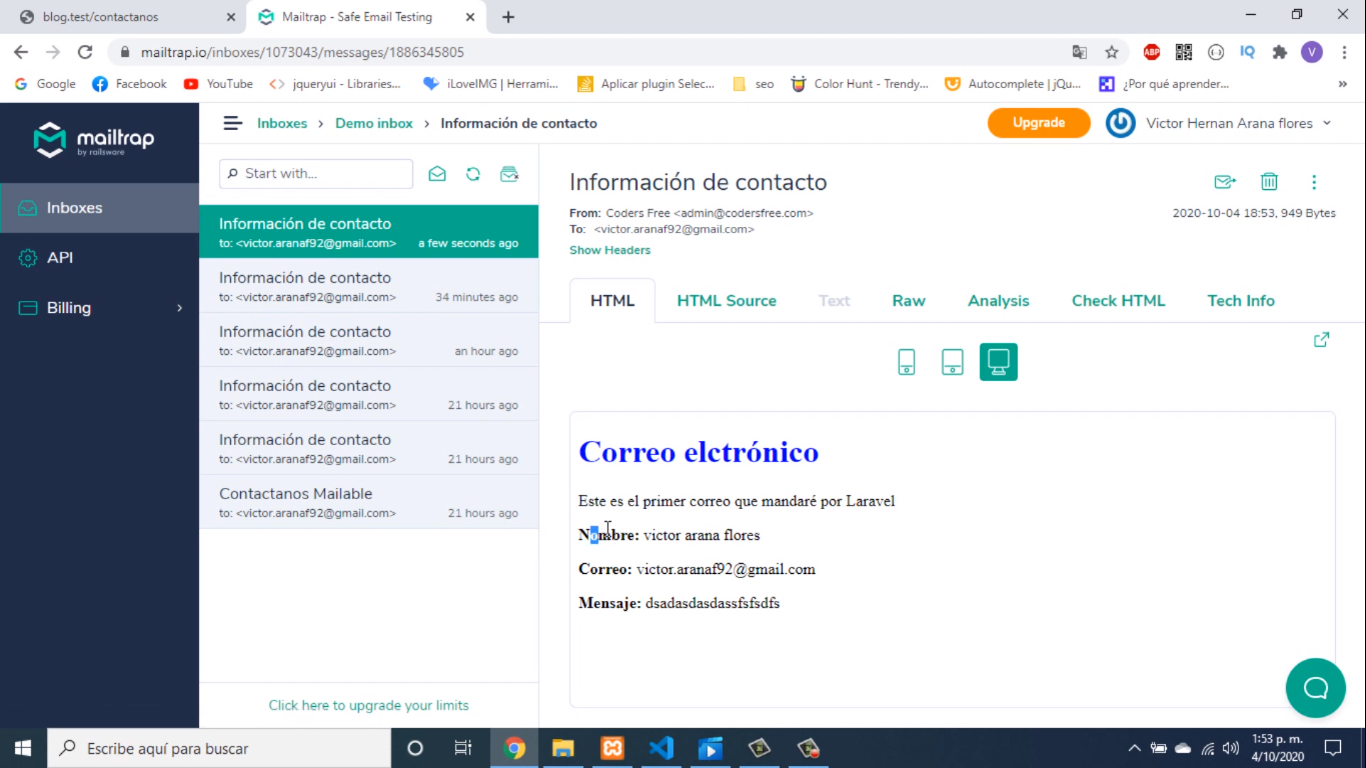 blog.test/contactanos
Mailtrap - Safe Email Testing
mailtrap.io/inboxes/1073043/messages/1886345805
ABP
IQ
V
Google
Facebook
YouTube
jqueryui - Libraries...
iLoveIMG | Herrami...
Aplicar plugin Selec...
seo
Color Hunt - Trendy...
Autocomplete | jQu...
¿Por qué aprender...
»
mailtrap
by railsware
Inboxes
API
Billing
Inboxes › Demo inbox › Información de contacto
Upgrade
Victor Hernan Arana flores
Start with...
Información de contacto
to: <victor.aranaf92@gmail.com> a few seconds ago
Información de contacto
to: <victor.aranaf92@gmail.com> 34 minutes ago
Información de contacto
to: <victor.aranaf92@gmail.com> an hour ago
Información de contacto
to: <victor.aranaf92@gmail.com> 21 hours ago
Información de contacto
to: <victor.aranaf92@gmail.com> 21 hours ago
Contactanos Mailable
to: <victor.aranaf92@gmail.com> 21 hours ago
Click here to upgrade your limits
Información de contacto
From: Coders Free <admin@codersfree.com>
2020-10-04 18:53, 949 Bytes
To: <victor.aranaf92@gmail.com>
Show Headers
HTML HTML Source Text Raw Analysis Check HTML Tech Info
Correo elctrónico
Este es el primer correo que mandaré por Laravel
Nombre: victor arana flores
Correo: victor.aranaf92@gmail.com
Mensaje: dsadasdasdassfsfsdfs
Escribe aquí para buscar
1:53 p. m.
4/10/2020